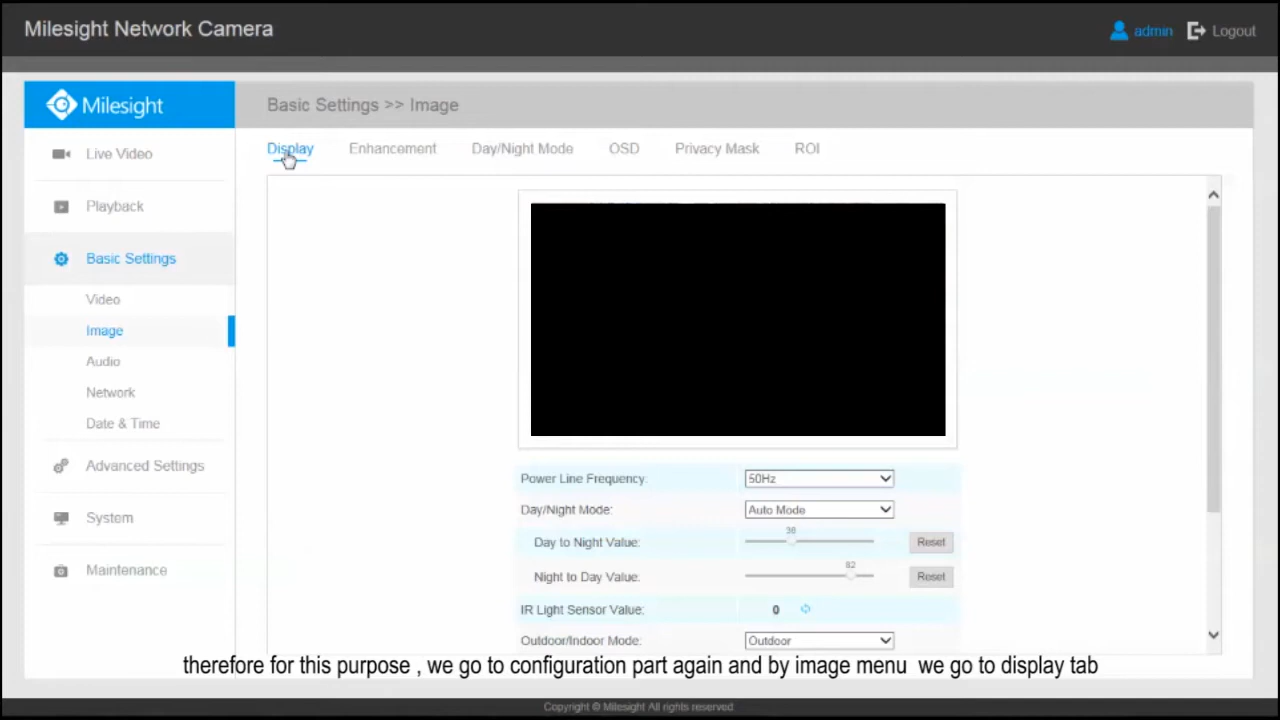 Milesight Network Camera
admin
Logout
Milesight
Basic Settings >> Image
Live Video
Playback
Basic Settings
Video
Image
Audio
Network
Date & Time
Advanced Settings
System
Maintenance
Display
Enhancement
Day/Night Mode
OSD
Privacy Mask
ROI
Power Line Frequency:
50Hz
Day/Night Mode:
Auto Mode
Day to Night Value:
36
Reset
Night to Day Value:
82
Reset
IR Light Sensor Value:
0
Outdoor/Indoor Mode:
Outdoor
therefore for this purpose , we go to configuration part again and by image menu we go to display tab
Copyright © Milesight All rights reserved.